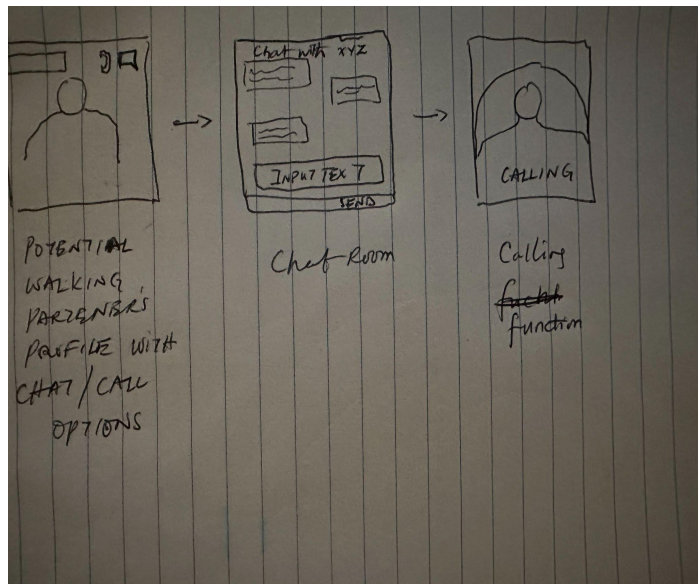 Chat with XYZ
INPUT TEXT
SEND
CALLING
POTENTIAL
WALKING
PARTENER'S
PROFILE WITH
CHAT/CALL
OPTIONS
Chat Room
Calling
function